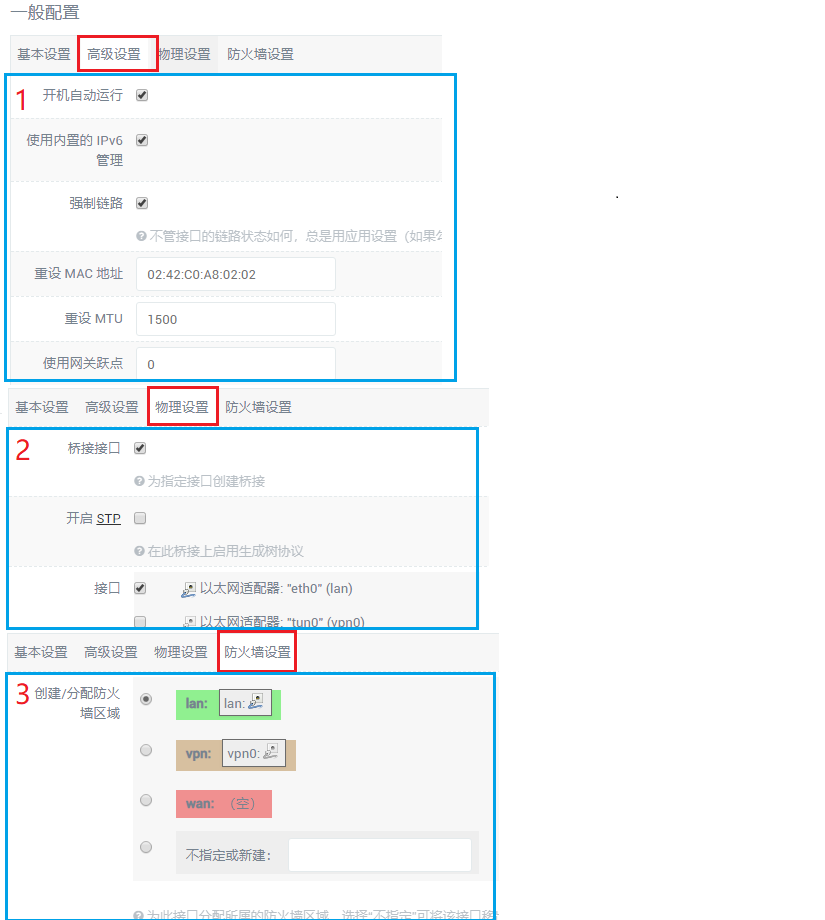 一般配置
基本设置 高级设置 物理设置 防火墙设置
1 开机自动运行
使用内置的 IPv6
管理
强制链路
不管接口的链路状态如何，总是用应用设置（如果勾
重设 MAC 地址 02:42:C0:A8:02:02
重设 MTU 1500
使用网关跃点 0
基本设置 高级设置 物理设置 防火墙设置
2 桥接接口
为指定接口创建桥接
开启 STP
在此桥接上启用生成树协议
接口 以太网适配器: "eth0" (lan)
以太网适配器: "tun0" (vpn0)
基本设置 高级设置 物理设置 防火墙设置
3 创建/分配防火
墙区域
lan: lan:
vpn: vpn0:
wan: （空）
不指定或新建：
为此接口分配所属的防火墙区域，选择"不指定"可将该接口移